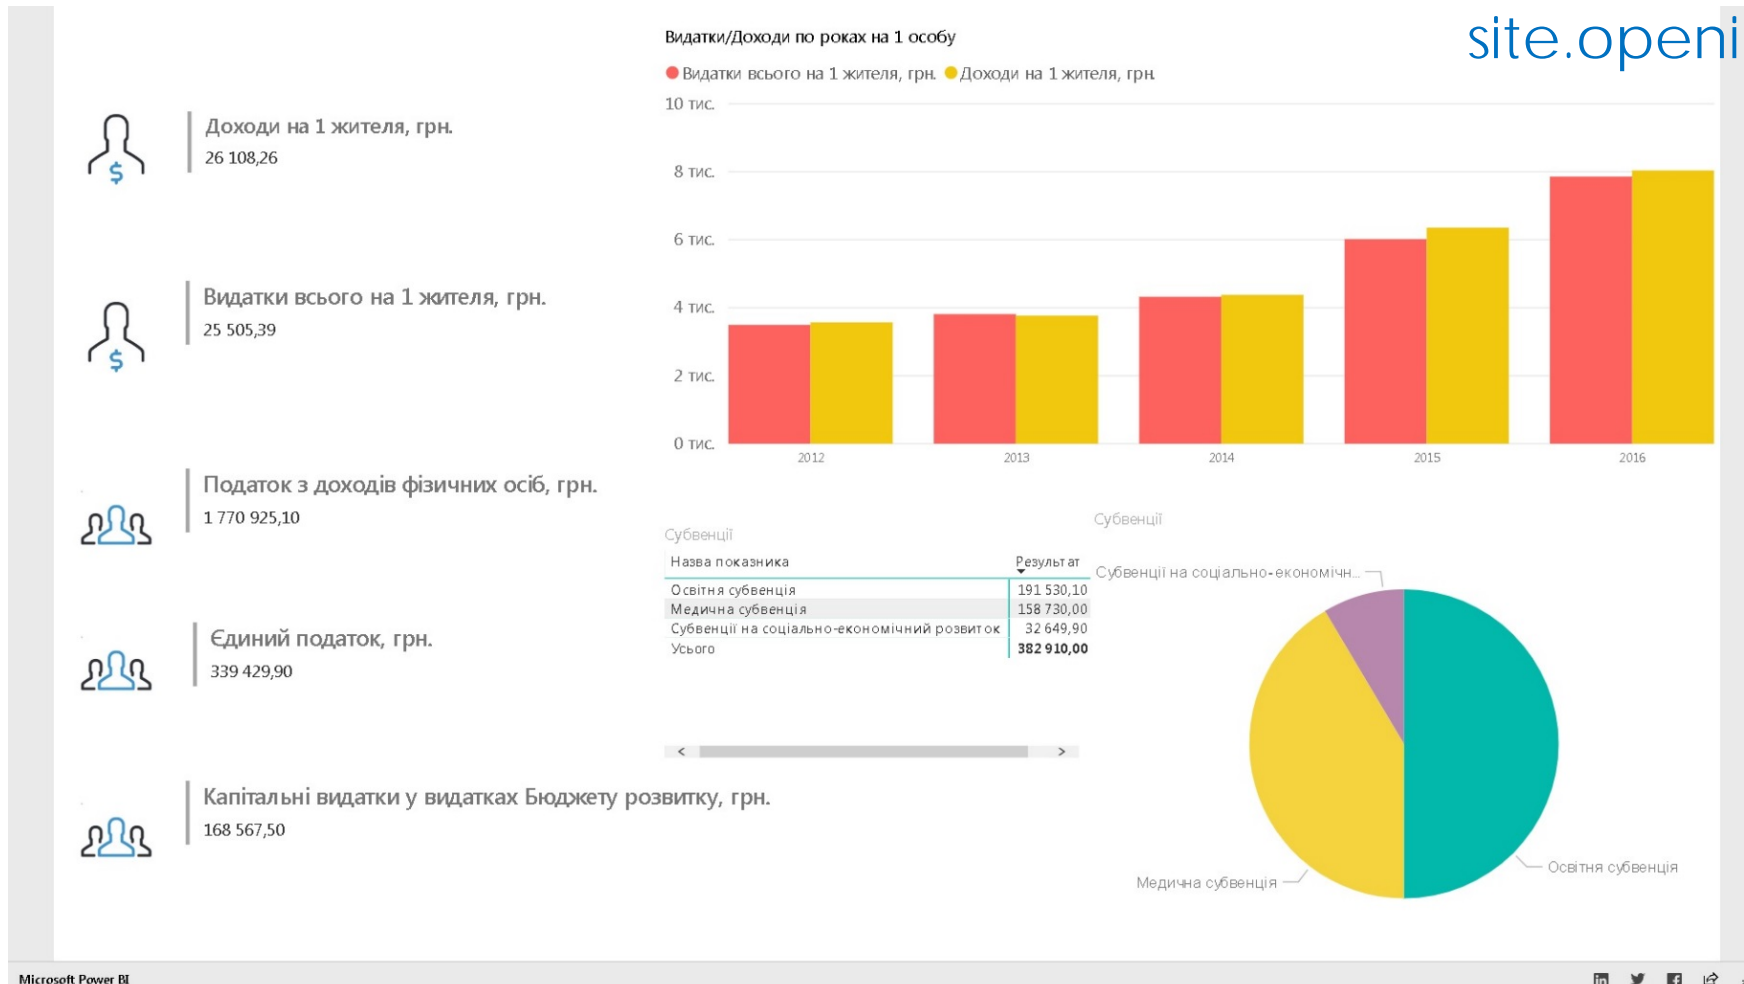 site.openi
Доходи на 1 жителя, грн.
26 108,26
Видатки всього на 1 жителя, грн.
25 505,39
Податок з доходів фізичних осіб, грн.
1 770 925,10
Єдиний податок, грн.
339 429,90
Капітальні видатки у видатках Бюджету розвитку, грн.
168 567,50
Видатки/Доходи по роках на 1 особу
Видатки всього на 1 жителя, грн. Доходи на 1 жителя, грн.
10 тис.
8 тис.
6 тис.
4 тис.
2 тис.
0 тис.
2012 2013 2014 2015 2016
Субвенції
Назва показника Результат
Освітня субвенція 191 530,10
Медична субвенція 158 730,00
Субвенції на соціально-економічний розвиток 32 649,90
Усього 382 910,00
Субвенції
Субвенції на соціально-економічн...
Медична субвенція
Освітня субвенція
Microsoft Power BI